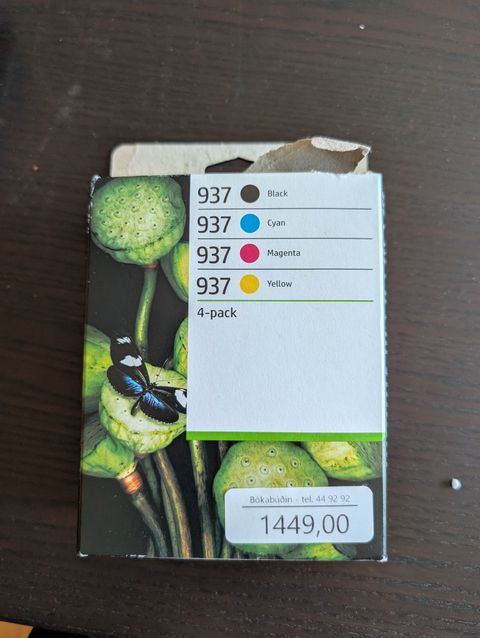 937 Black
937 Cyan
937 Magenta
937 Yellow
4-pack
Bókabúðin - tel. 44 92 92
1449,00